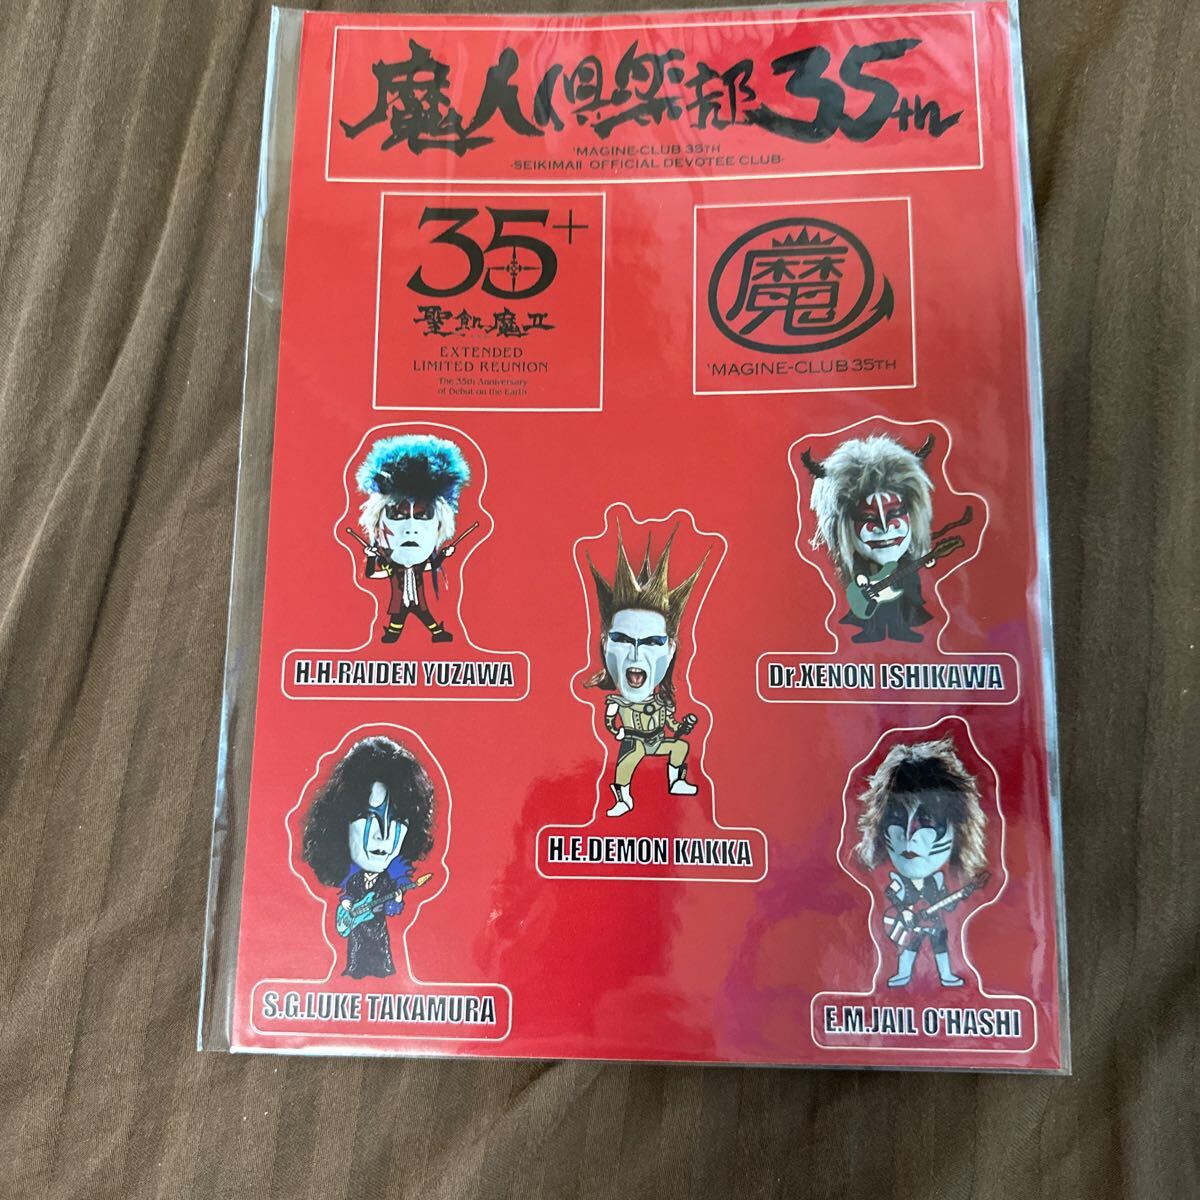 魔人倶楽部35th
'MAGINE-CLUB 35TH
-SEIKIMAII OFFICIAL DEVOTEE CLUB-
35+
聖飢魔II
EXTENDED
LIMITED REUNION
The 35th Anniversary
of Debut on the Earth
魔
'MAGINE-CLUB 35TH
H.H.RAIDEN YUZAWA
Dr.XENON ISHIKAWA
H.E.DEMON KAKKA
S.G.LUKE TAKAMURA
E.M.JAIL O'HASHI